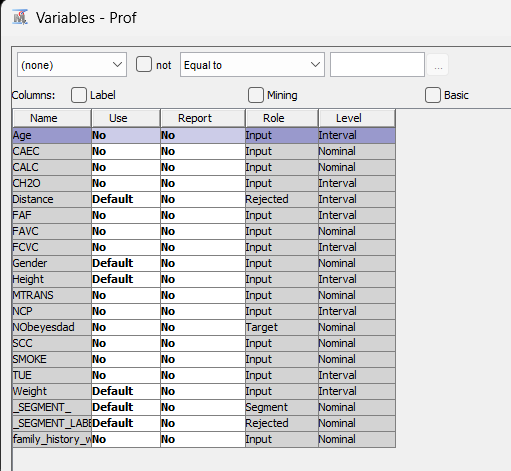 Variables - Prof
(none) not Equal to ...
Columns: Label Mining Basic
Name Use Report Role Level
Age No No Input Interval
CAEC No No Input Nominal
CALC No No Input Nominal
CH2O No No Input Interval
Distance Default No Rejected Interval
FAF No No Input Interval
FAVC No No Input Nominal
FCVC No No Input Interval
Gender Default No Input Nominal
Height Default No Input Interval
MTRANS No No Input Nominal
NCP No No Input Interval
NObeyesdad No No Target Nominal
SCC No No Input Nominal
SMOKE No No Input Nominal
TUE No No Input Interval
Weight Default No Input Interval
_SEGMENT_ Default No Segment Nominal
_SEGMENT_LABE Default No Rejected Nominal
family_history_w No No Input Nominal